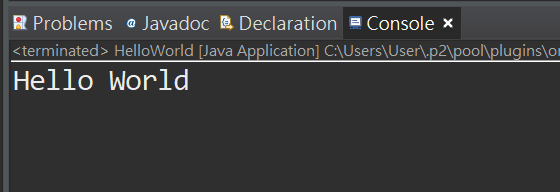 Problems @ Javadoc Declaration Console
<terminated> HelloWorld [Java Application] C:\Users\User\.p2\pool\plugins\or
Hello World